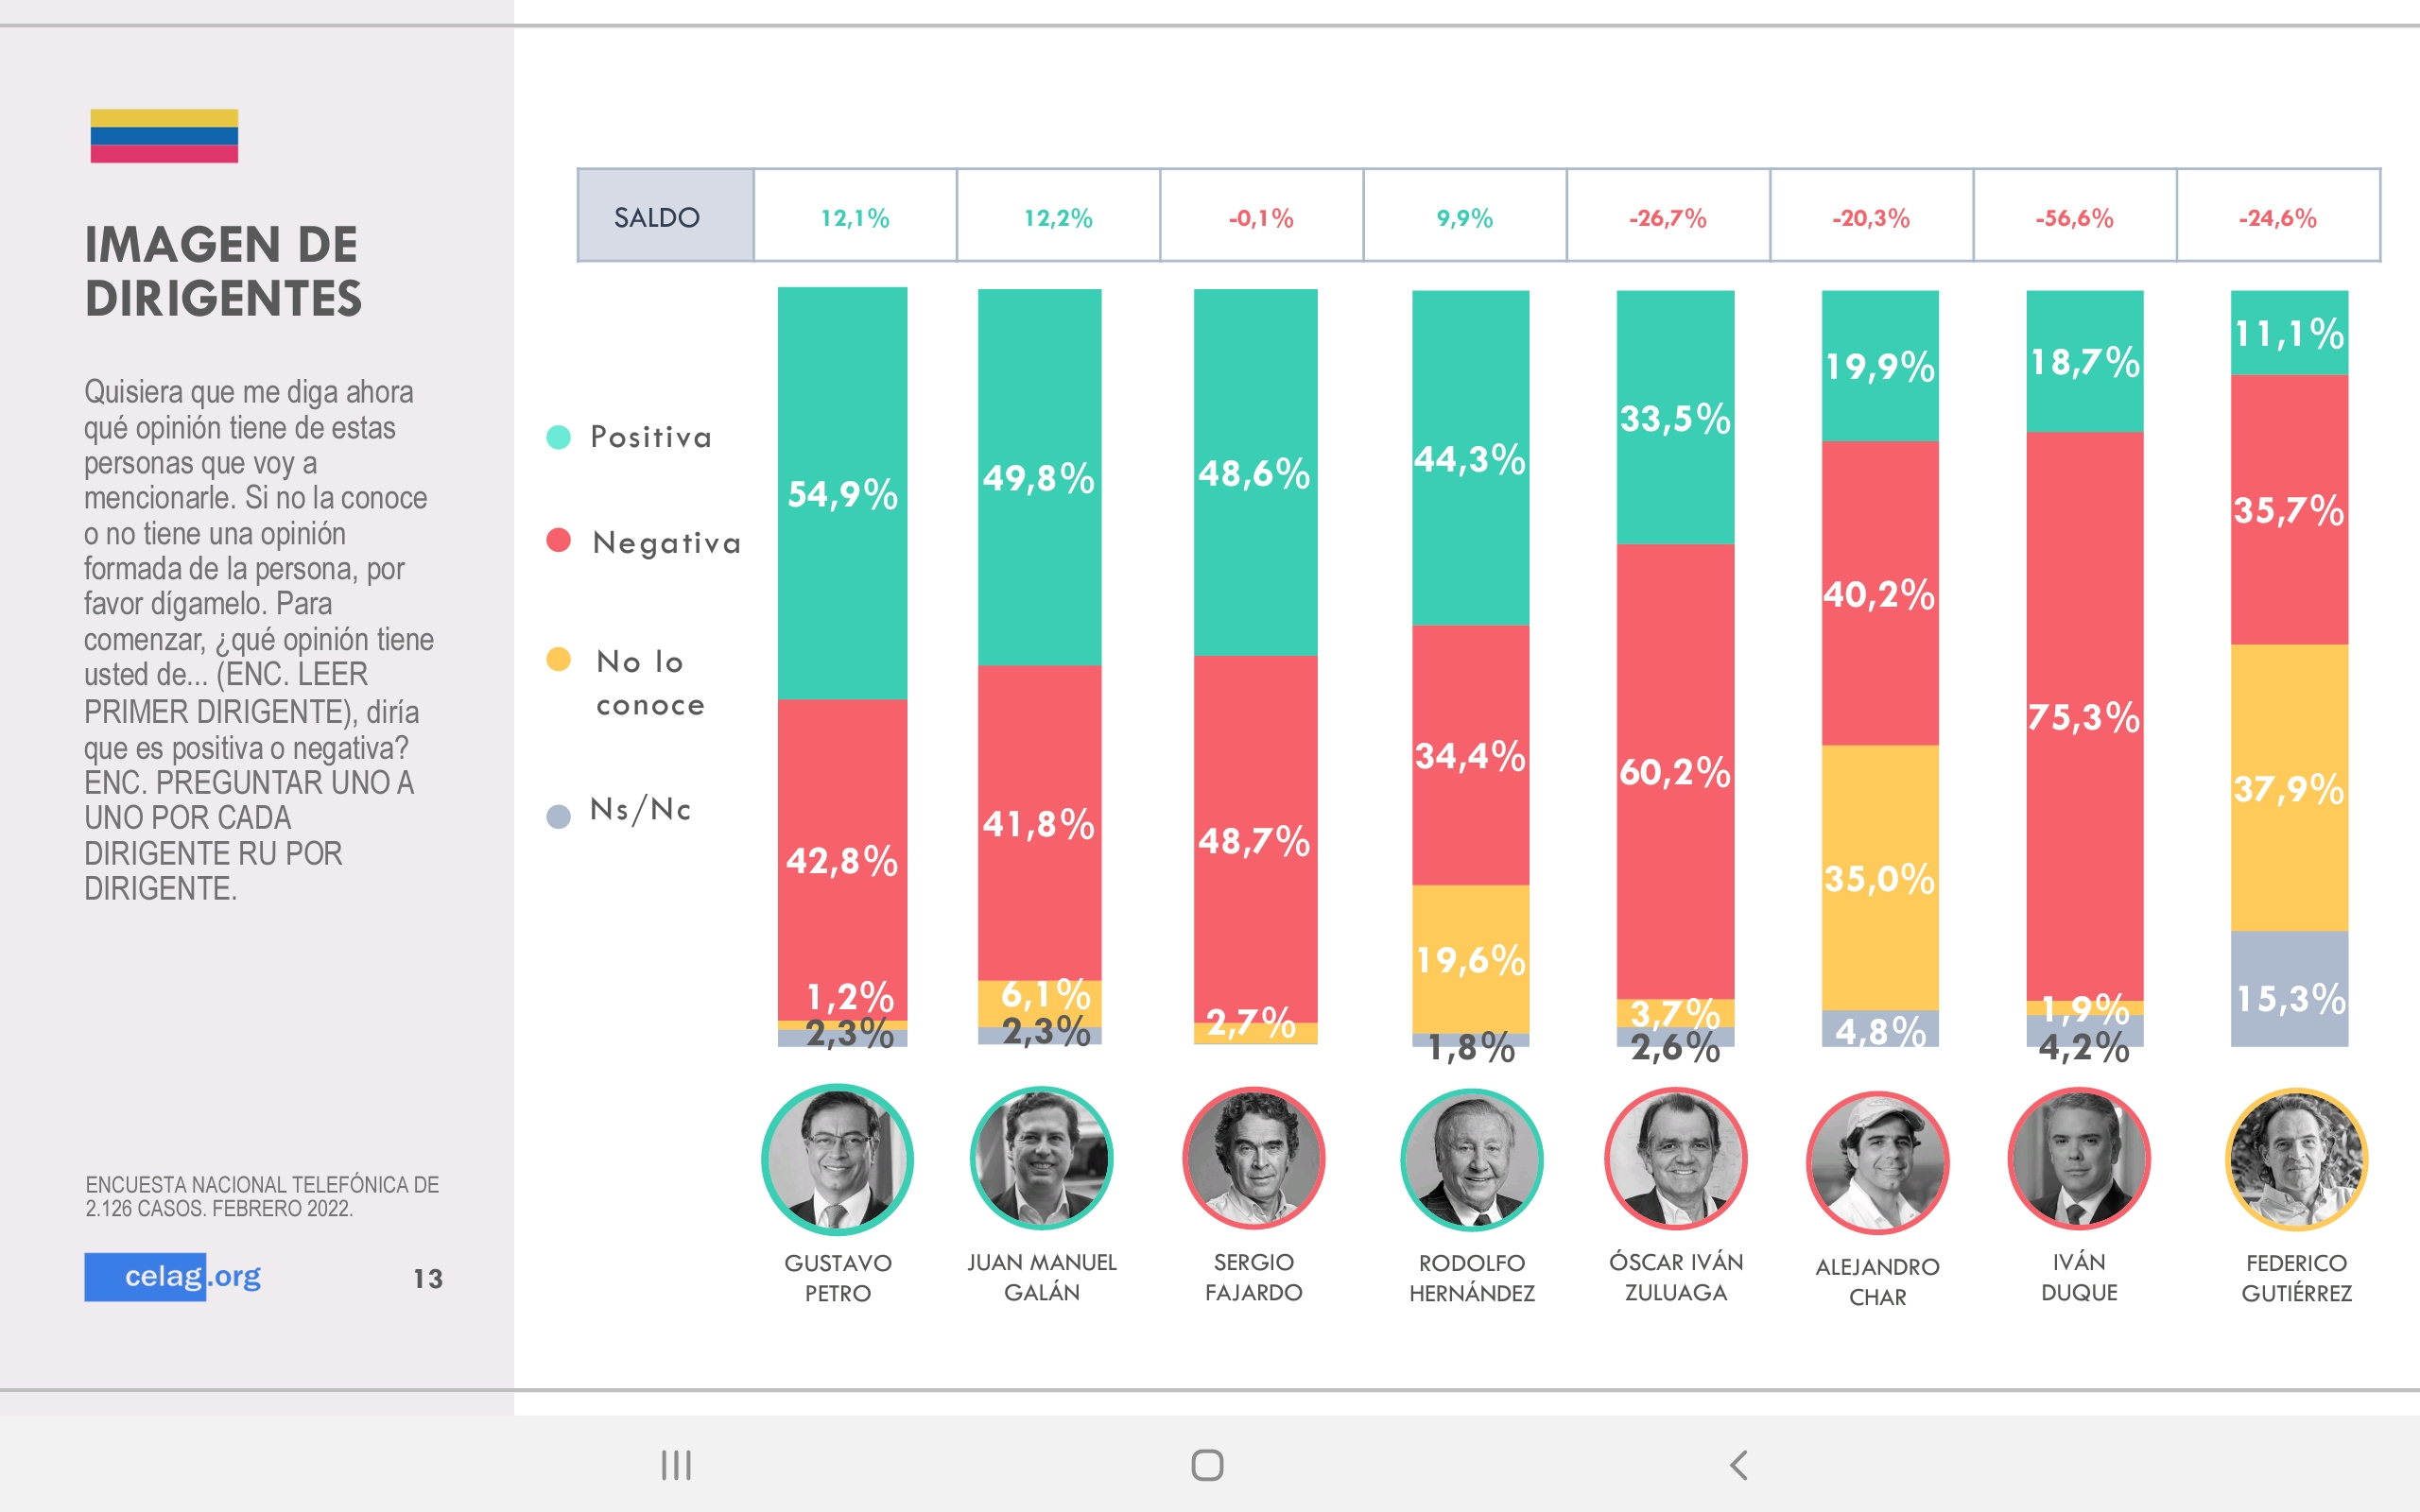 IMAGEN DE
DIRIGENTES
Quisiera que me diga ahora
qué opinión tiene de estas
personas que voy a
mencionarle. Si no la conoce
o no tiene una opinión
formada de la persona, por
favor dígamelo. Para
comenzar, ¿qué opinión tiene
usted de... (ENC. LEER
PRIMER DIRIGENTE), diría
que es positiva o negativa?
ENC. PREGUNTAR UNO A
UNO POR CADA
DIRIGENTE RU POR
DIRIGENTE.
ENCUESTA NACIONAL TELEFÓNICA DE
2.126 CASOS. FEBRERO 2022.
celag.org
13
SALDO 12,1% 12,2% -0,1% 9,9% -26,7% -20,3% -56,6% -24,6%
Positiva
Negativa
No lo
conoce
Ns/Nc
54,9% 49,8% 48,6% 44,3% 33,5% 19,9% 18,7% 11,1%
42,8% 41,8% 48,7% 34,4% 60,2% 40,2% 75,3% 35,7%
1,2% 6,1% 2,7% 19,6% 3,7% 35,0% 1,9% 37,9%
2,3% 2,3% 1,8% 2,6% 4,8% 4,2% 15,3%
GUSTAVO
PETRO
JUAN MANUEL
GALÁN
SERGIO
FAJARDO
RODOLFO
HERNÁNDEZ
ÓSCAR IVÁN
ZULUAGA
ALEJANDRO
CHAR
IVÁN
DUQUE
FEDERICO
GUTIÉRREZ